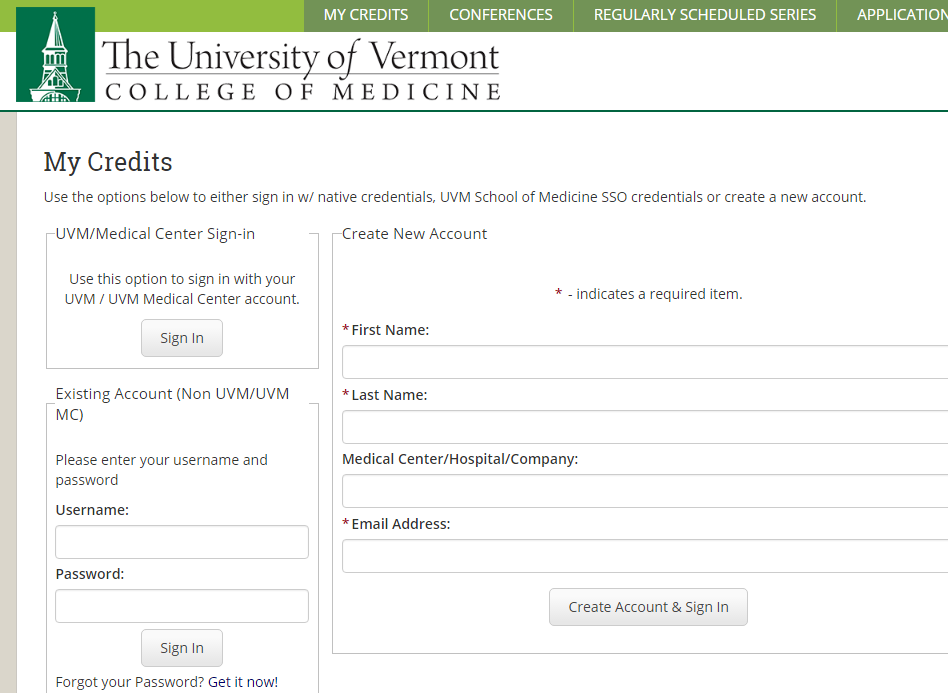 MY CREDITS CONFERENCES REGULARLY SCHEDULED SERIES APPLICATION
The University of Vermont
COLLEGE OF MEDICINE
My Credits
Use the options below to either sign in w/ native credentials, UVM School of Medicine SSO credentials or create a new account.
UVM/Medical Center Sign-in
Use this option to sign in with your
UVM / UVM Medical Center account.
Sign In
Existing Account (Non UVM/UVM
MC)
Please enter your username and
password
Username:
Password:
Sign In
Forgot your Password? Get it now!
Create New Account
* - indicates a required item.
*First Name:
*Last Name:
Medical Center/Hospital/Company:
*Email Address:
Create Account & Sign In